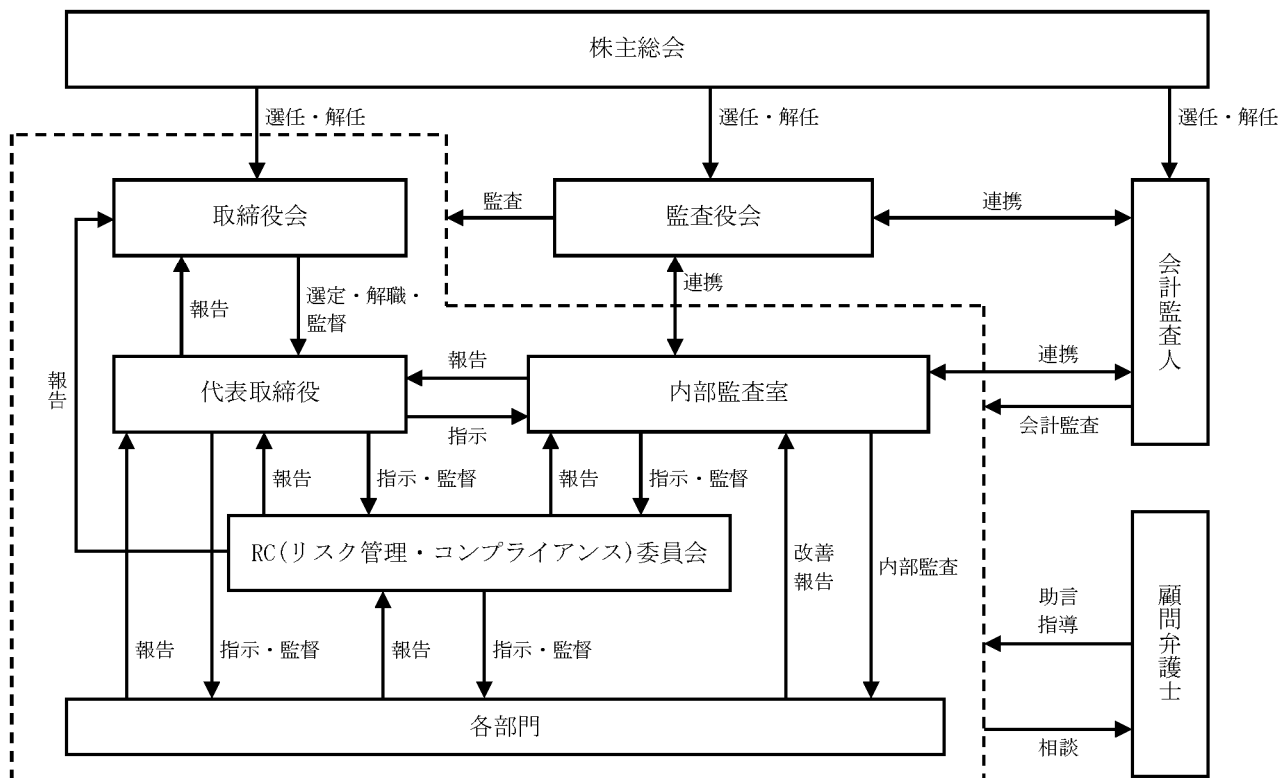 株主総会
選任・解任
選任・解任
選任・解任
取締役会
監査
監査役会
連携
会計監査人
報告
選定・解職・
監督
連携
報告
代表取締役
報告
指示
内部監査室
連携
会計監査
報告
指示・監督
報告
指示・監督
RC(リスク管理・コンプライアンス)委員会
改善
報告
内部監査
報告
指示・監督
報告
指示・監督
助言
指導
顧問弁護士
各部門
相談